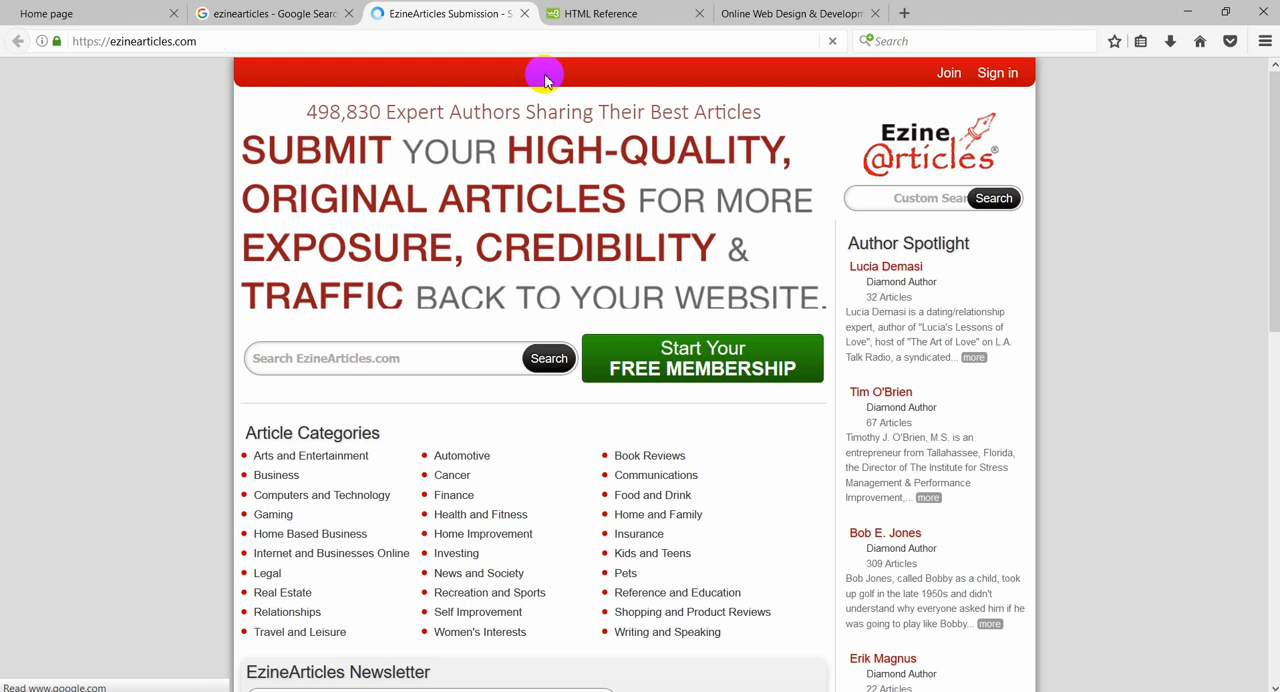 Home page
ezinearticles - Google Searc
EzineArticles Submission - S
HTML Reference
Online Web Design & Developm
https://ezinearticles.com
Search
Join
Sign in
498,830 Expert Authors Sharing Their Best Articles
SUBMIT YOUR HIGH-QUALITY,
ORIGINAL ARTICLES FOR MORE
EXPOSURE, CREDIBILITY &
TRAFFIC BACK TO YOUR WEBSITE.
Ezine
@rticles®
Custom Sear
Search
Search EzineArticles.com
Search
Start Your
FREE MEMBERSHIP
Article Categories
Arts and Entertainment
Business
Computers and Technology
Gaming
Home Based Business
Internet and Businesses Online
Legal
Real Estate
Relationships
Travel and Leisure
Automotive
Cancer
Finance
Health and Fitness
Home Improvement
Investing
News and Society
Recreation and Sports
Self Improvement
Women's Interests
Book Reviews
Communications
Food and Drink
Home and Family
Insurance
Kids and Teens
Pets
Reference and Education
Shopping and Product Reviews
Writing and Speaking
EzineArticles Newsletter
Author Spotlight
Lucia Demasi
Diamond Author
32 Articles
Lucia Demasi is a dating/relationship
expert, author of "Lucia's Lessons of
Love", host of "The Art of Love" on L.A.
Talk Radio, a syndicated... more
Tim O'Brien
Diamond Author
67 Articles
Timothy J. O'Brien, M.S. is an
entrepreneur from Tallahassee, Florida,
the Director of The Institute for Stress
Management & Performance
Improvement,... more
Bob E. Jones
Diamond Author
309 Articles
Bob Jones, called Bobby as a child, took
up golf in the late 1950s and didn't
understand why everyone asked him if he
was going to play like Bobby... more
Erik Magnus
Diamond Author
22 Articles
Read www.google.com